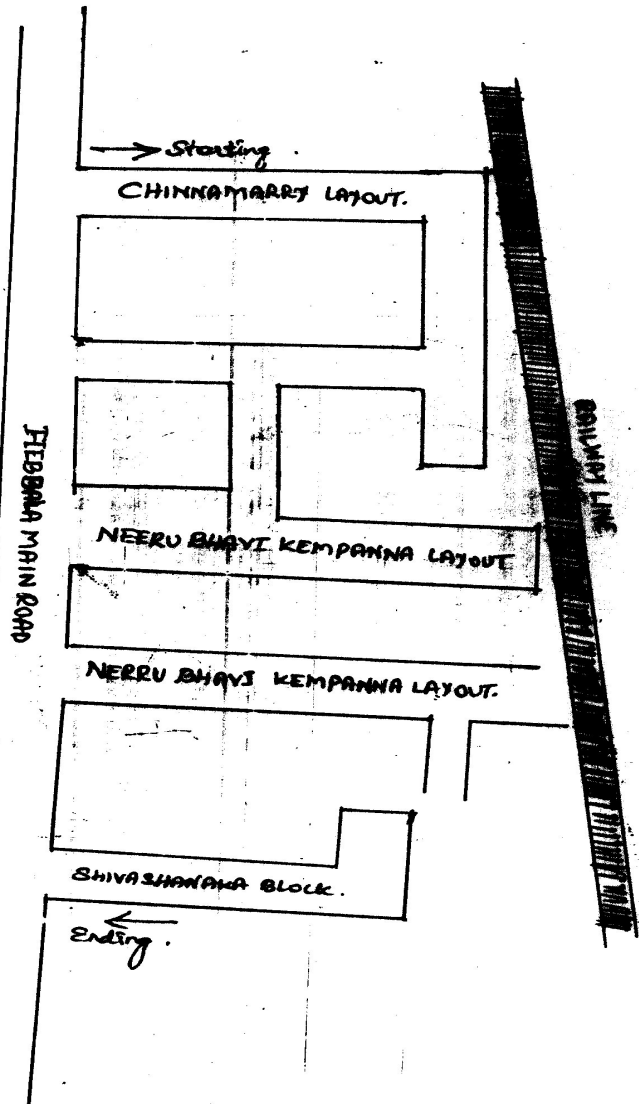 Starting .
CHINNAMARRY LAYOUT.
RAILWAY LINE
HEBBALA MAIN ROAD
NEERU BHAVI KEMPANNA LAYOUT
NERRU BHAVI KEMPANNA LAYOUT.
SHIVASHANAKA BLOCK.
Ending .